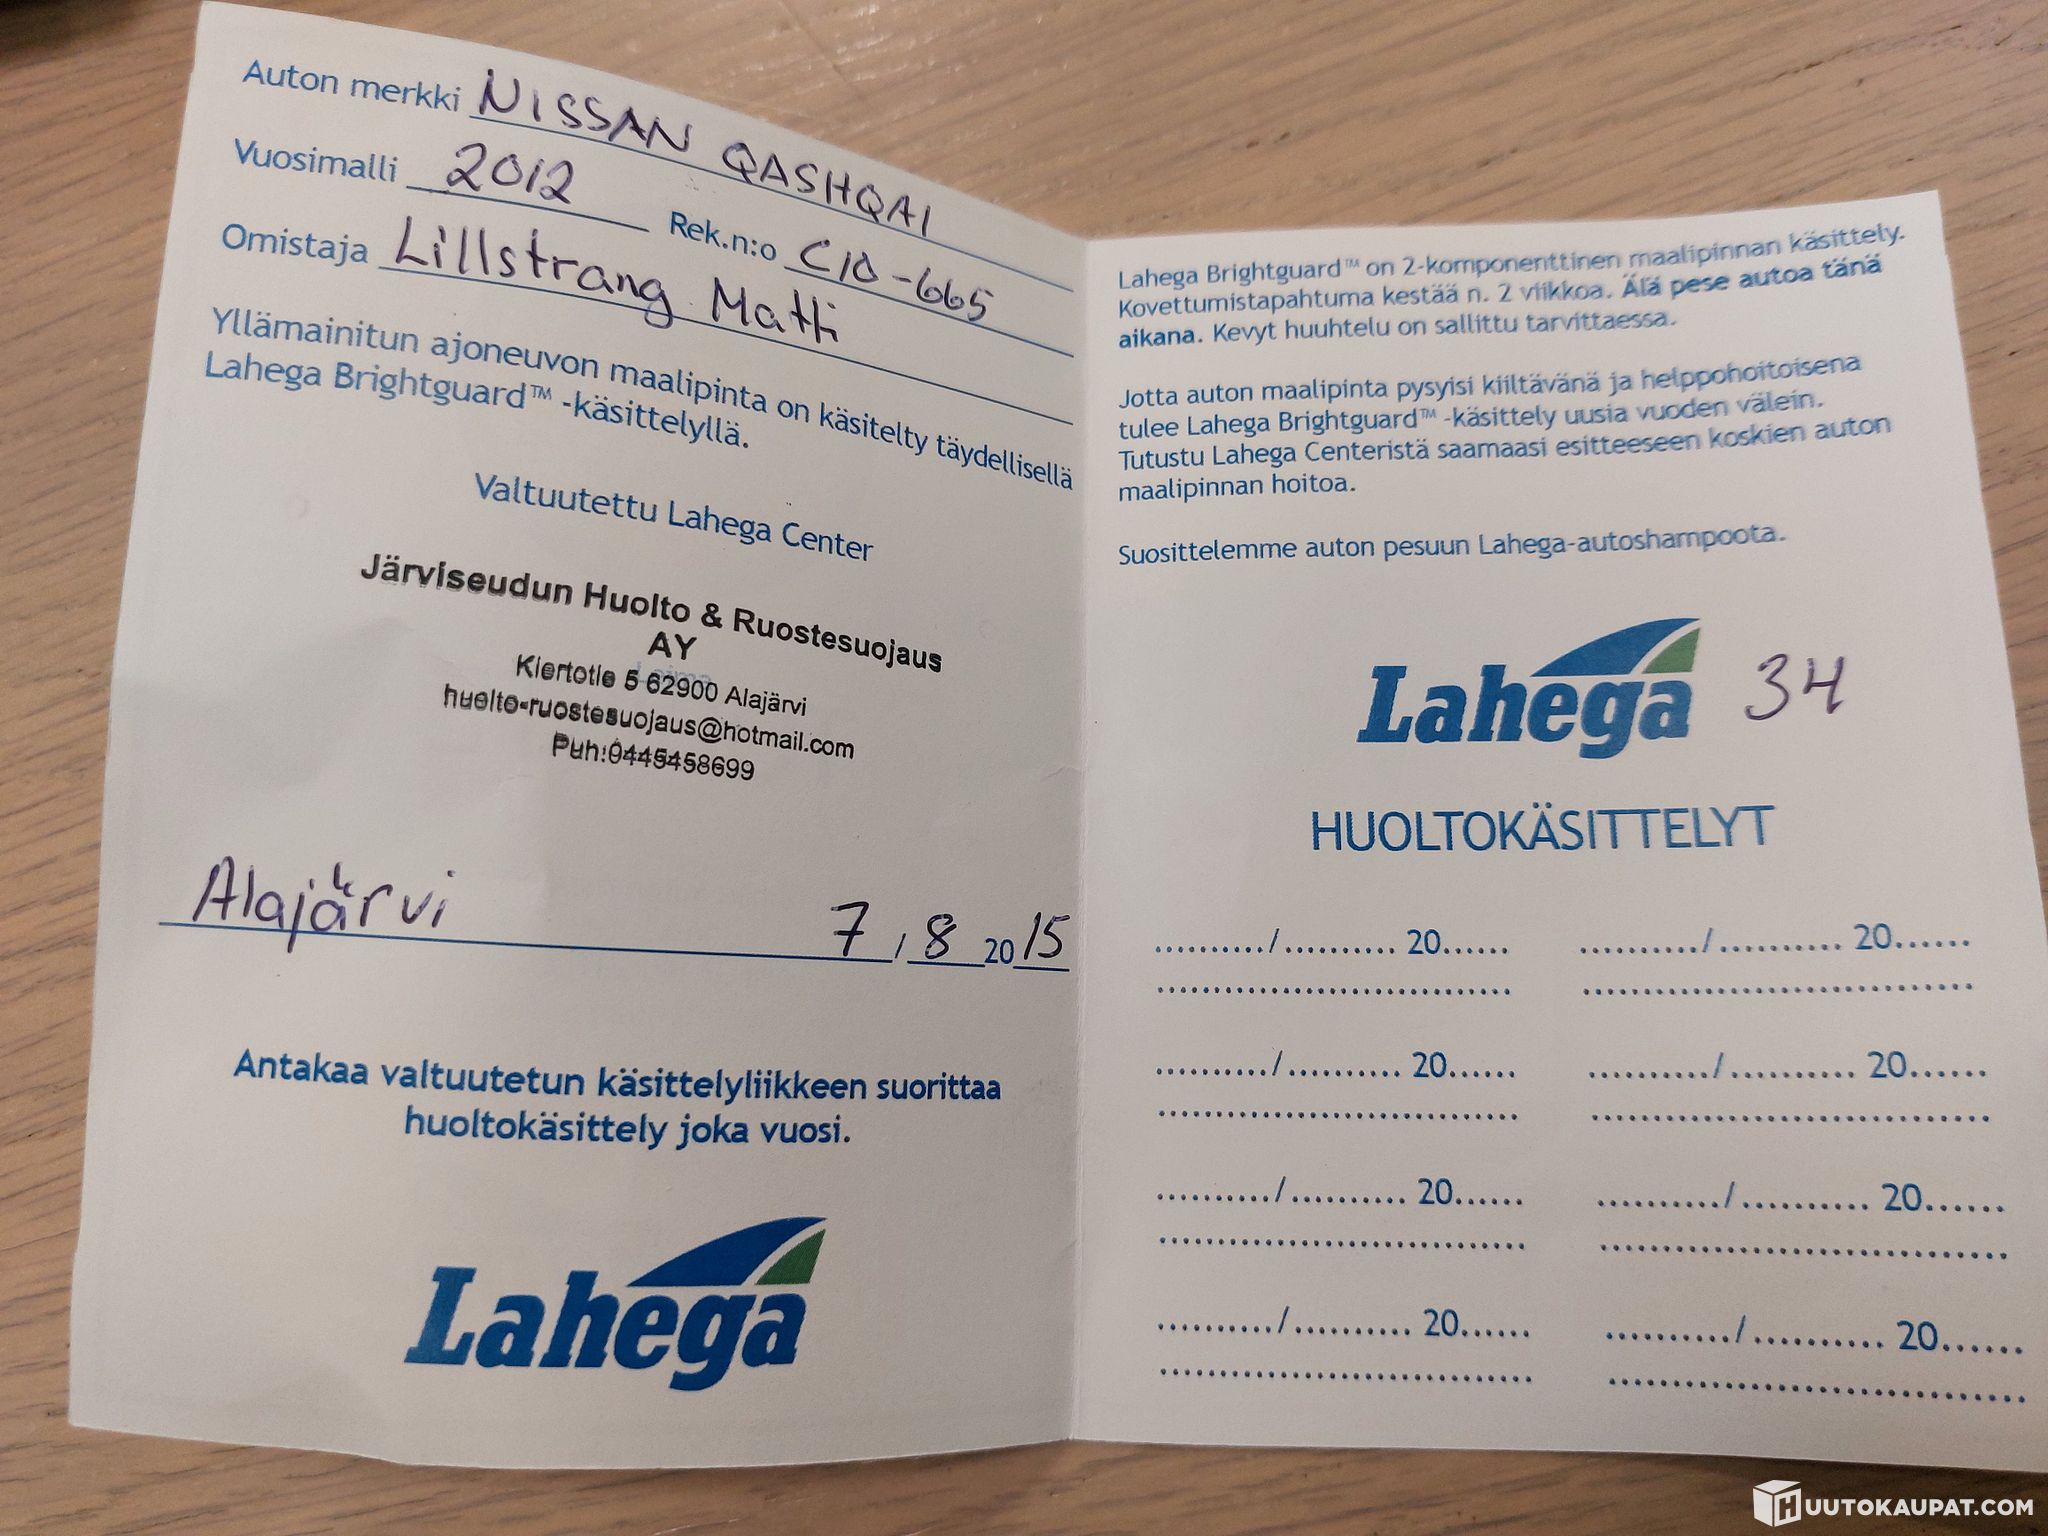 Auton merkki NISSAN QASHQAI
Vuosimalli 2012 Rek.n:o CIO-665
Omistaja Lillstrang Matti
Yllämainitun ajoneuvon maalipinta on käsitelty täydellisellä
Lahega Brightguard™ -käsittelyllä.
Valtuutettu Lahega Center
Järviseudun Huolto & Ruostesuojaus
AY
Kiertotie 5 62900 Alajärvi
huolto-ruostesuojaus@hotmail.com
Puh:0445458699
Alajärvi 7 / 8 2015
Antakaa valtuutetun käsittelyliikkeen suorittaa
huoltokäsittely joka vuosi.
Lahega
Lahega Brightguard™ on 2-komponenttinen maalipinnan käsittely.
Kovettumistapahtuma kestää n. 2 viikkoa. Älä pese autoa tänä
aikana. Kevyt huuhtelu on sallittu tarvittaessa.
Jotta auton maalipinta pysyisi kiiltävänä ja helppohoitoisena
tulee Lahega Brightguard™ -käsittely uusia vuoden välein.
Tutustu Lahega Centeristä saamaasi esitteeseen koskien auton
maalipinnan hoitoa.
Suosittelemme auton pesuun Lahega-autoshampoota.
Lahega 34
HUOLTOKÄSITTELYT
........../.......... 20...... ........../.......... 20......
........../.......... 20...... ........../.......... 20......
........../.......... 20...... ........../.......... 20......
........../.......... 20...... ........../.......... 20......
HUUTOKAUPAT.COM